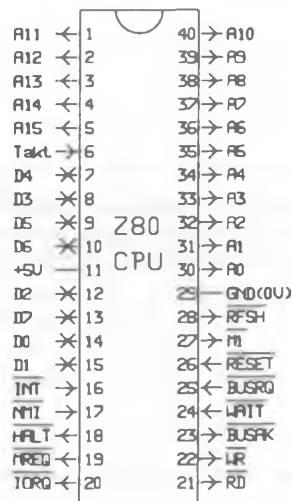 A11 1 40 A10
A12 2 39 A9
A13 3 38 A8
A14 4 37 A7
A15 5 36 A6
Takt 6 35 A5
D4 7 34 A4
D3 8 33 A3
D5 9 Z80 32 A2
D6 10 31 A1
+5V 11 CPU 30 A0
D2 12 29 GND(0V)
D7 13 28 RFSH
D0 14 27 M1
D1 15 26 RESET
INT 16 25 BUSRQ
NMI 17 24 WAIT
HALT 18 23 BUSAK
MREQ 19 22 WR
IORQ 20 21 RD